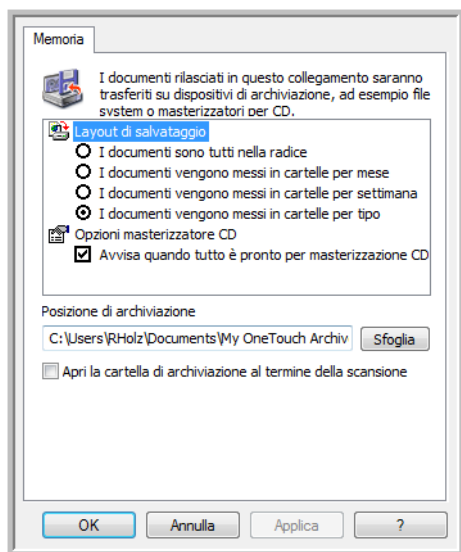 Memoria
I documenti rilasciati in questo collegamento saranno
trasferiti su dispositivi di archiviazione, ad esempio file
system o masterizzatori per CD.
Layout di salvataggio
I documenti sono tutti nella radice
I documenti vengono messi in cartelle per mese
I documenti vengono messi in cartelle per settimana
I documenti vengono messi in cartelle per tipo
Opzioni masterizzatore CD
Avvisa quando tutto è pronto per masterizzazione CD
Posizione di archiviazione
C:\Users\RHolz\Documents\My OneTouch Archiv
Sfoglia
Apri la cartella di archiviazione al termine della scansione
OK Annulla Applica ?